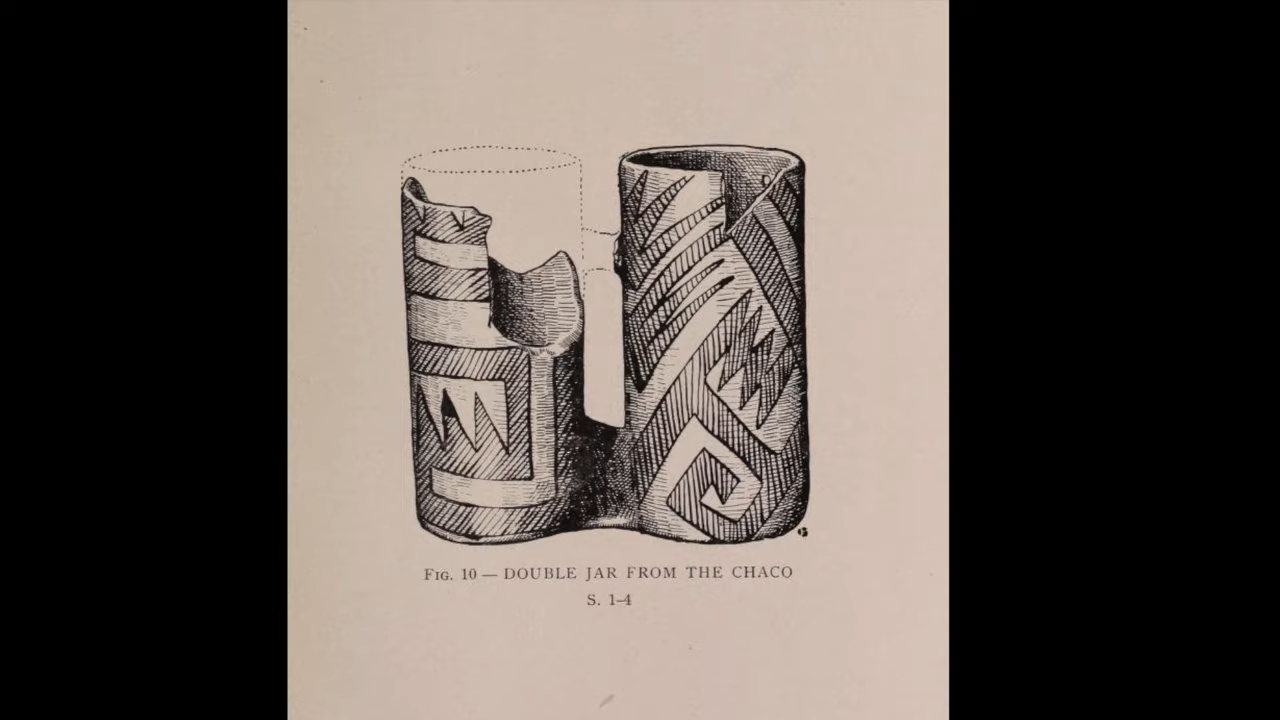 FIG. 10 — DOUBLE JAR FROM THE CHACO
S. 1–4